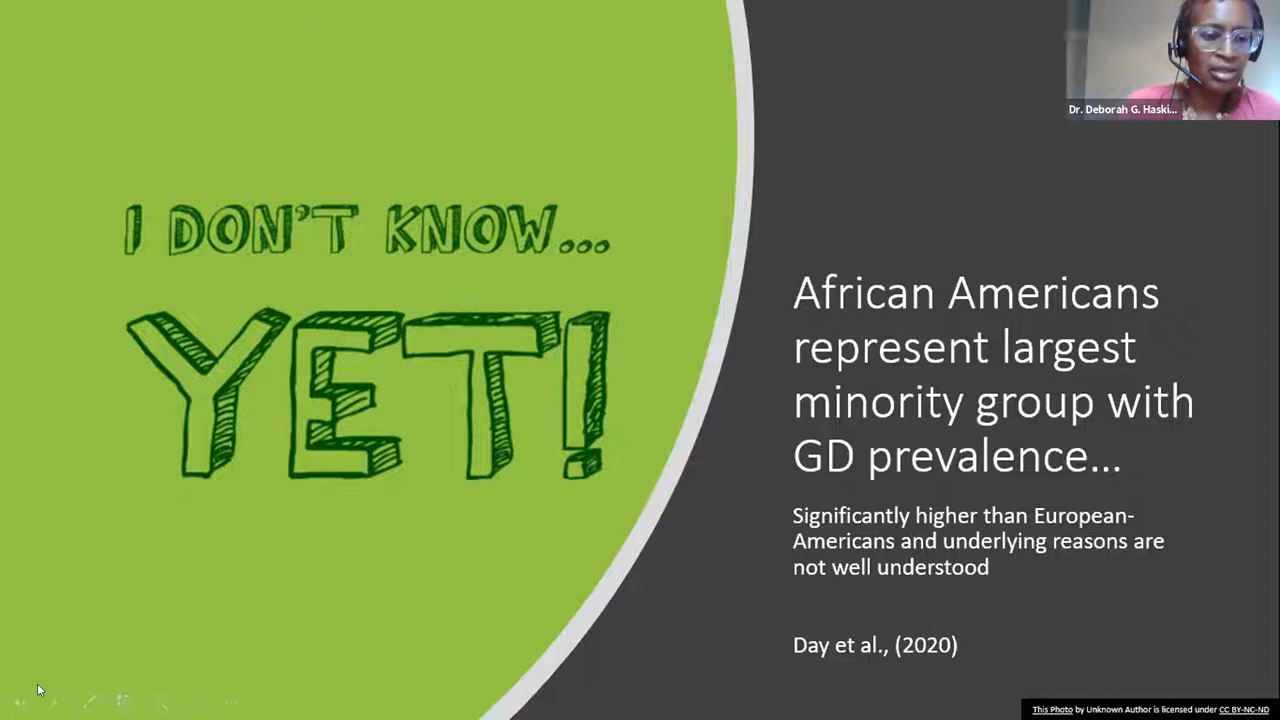 Dr. Deborah G. Haski...
I DON'T KNOW...
YET!
African Americans
represent largest
minority group with
GD prevalence...
Significantly higher than European-
Americans and underlying reasons are
not well understood
Day et al., (2020)
This Photo by Unknown Author is licensed under CC BY-NC-ND